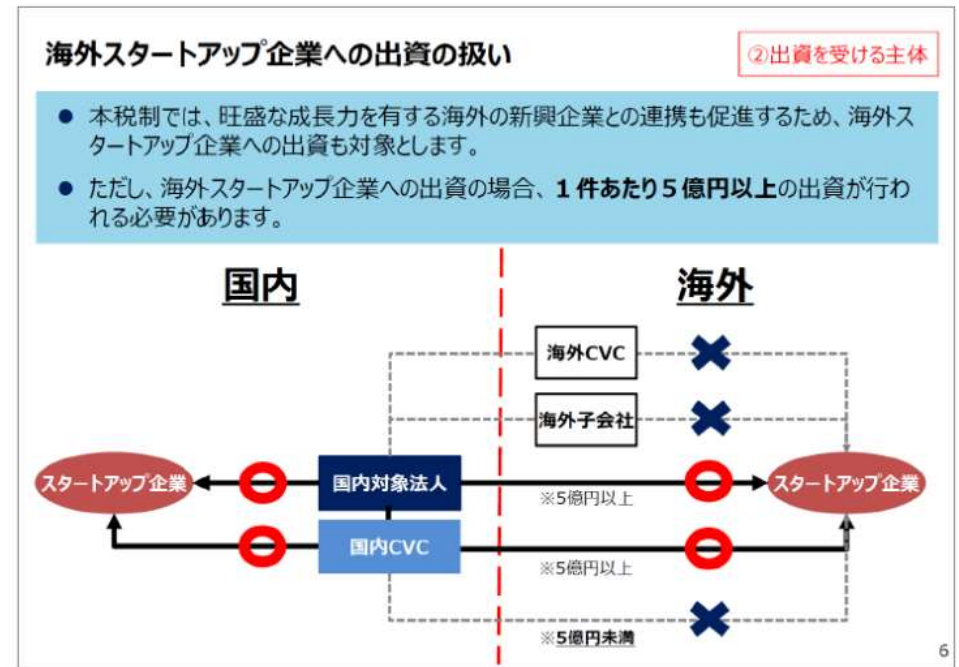 海外スタートアップ企業への出資の扱い
②出資を受ける主体
● 本税制では、旺盛な成長力を有する海外の新興企業との連携も促進するため、海外ス
タートアップ企業への出資も対象とします。
● ただし、海外スタートアップ企業への出資の場合、１件あたり５億円以上の出資が行わ
れる必要があります。
国内
海外
海外CVC
海外子会社
スタートアップ企業
国内対象法人
※5億円以上
スタートアップ企業
国内CVC
※5億円以上
※5億円未満
6